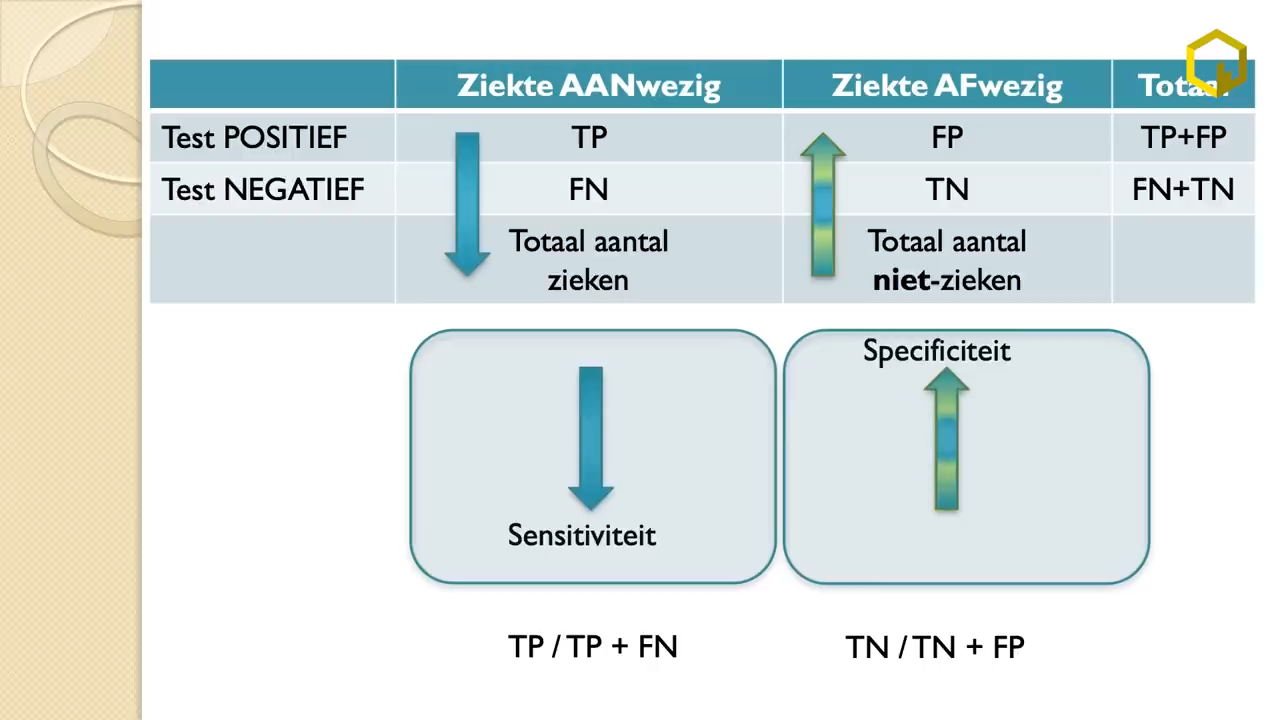 Ziekte AANwezig Ziekte AFwezig Totaal
Test POSITIEF TP FP TP+FP
Test NEGATIEF FN TN FN+TN
Totaal aantal Totaal aantal
zieken niet-zieken
Specificiteit
Sensitiviteit
TP / TP + FN TN / TN + FP